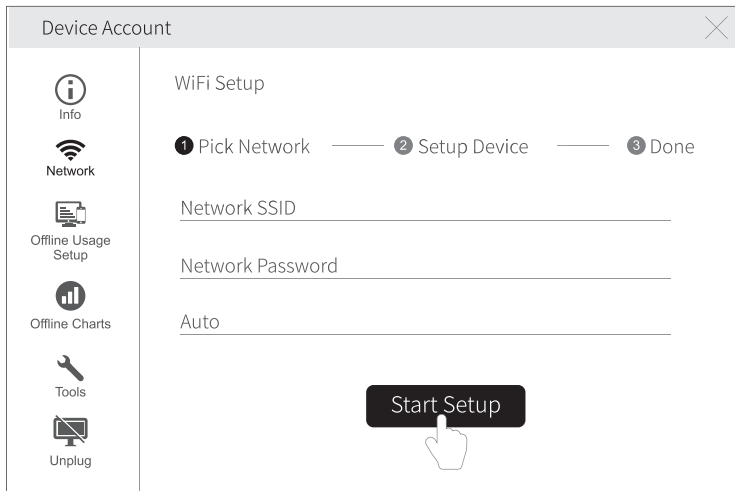 Device Account
Info
Network
Offline Usage
Setup
Offline Charts
Tools
Unplug
WiFi Setup
1 Pick Network 2 Setup Device 3 Done
Network SSID
Network Password
Auto
Start Setup